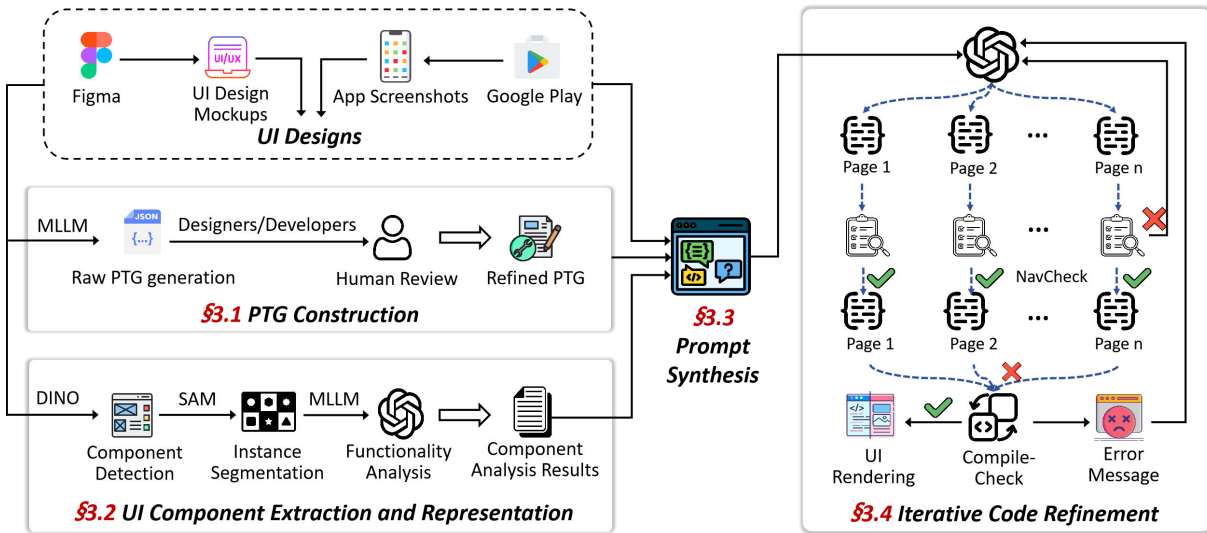 Figma
UI/UX
UI Design
Mockups
App Screenshots
Google Play
UI Designs
MLLM
JSON
{...}
Raw PTG generation
Designers/Developers
Human Review
Refined PTG
§3.1 PTG Construction
DINO
Component
Detection
SAM
Instance
Segmentation
MLLM
Functionality
Analysis
Component
Analysis Results
§3.2 UI Component Extraction and Representation
§3.3
Prompt
Synthesis
Page 1
Page 2
...
Page n
...
NavCheck
Page 1
Page 2
...
Page n
UI
Rendering
Compile-
Check
Error
Message
§3.4 Iterative Code Refinement